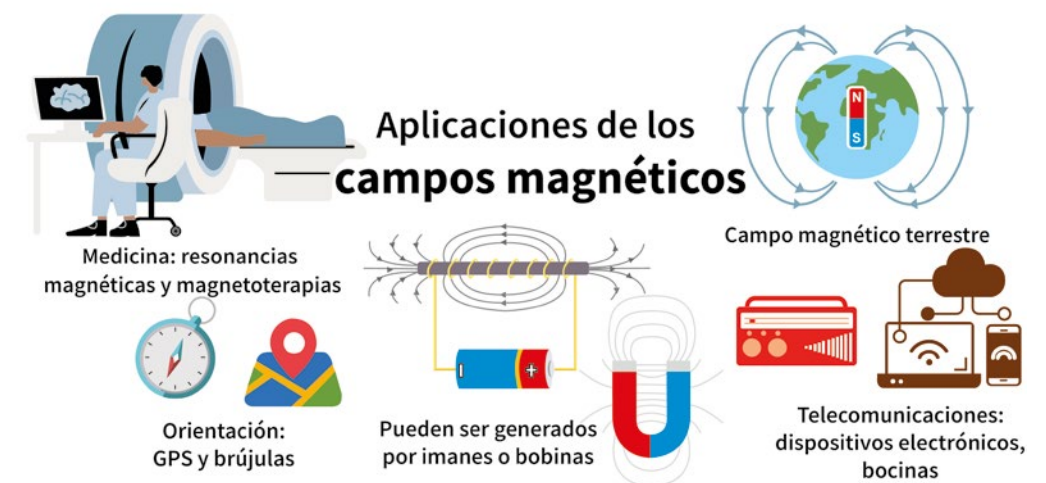 Aplicaciones de los
campos magnéticos
Medicina: resonancias
magnéticas y magnetoterapias
N
S
Campo magnético terrestre
Orientación:
GPS y brújulas
Pueden ser generados
por imanes o bobinas
Telecomunicaciones:
dispositivos electrónicos,
bocinas